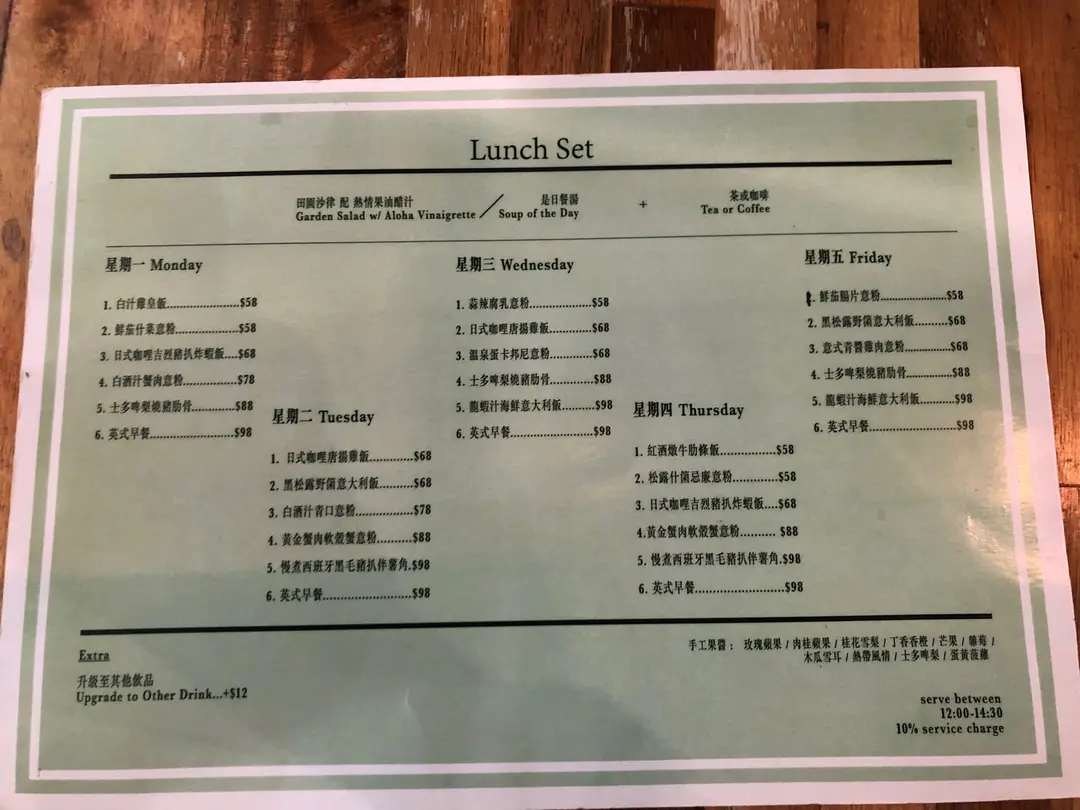 Lunch Set
田園沙律 配 熱情果油醋汁
Garden Salad w/ Aloha Vinaigrette
/
是日餐湯
Soup of the Day
+
茶或咖啡
Tea or Coffee
星期一 Monday
1. 白汁雞皇飯.......................$58
2. 鮮茄什菜意粉....................$58
3. 日式咖哩吉烈豬扒炸蝦飯....$68
4. 白酒汁蟹肉意粉.................$78
5. 士多啤梨燒豬肋骨..............$88
6. 英式早餐..........................$98
星期二 Tuesday
1. 日式咖哩唐揚雞飯............$68
2. 黑松露野菌意大利飯..........$68
3. 白酒汁青口意粉.................$78
4. 黃金蟹肉軟殼蟹意粉..........$88
5. 慢煮西班牙黑毛豬扒伴薯角.$98
6. 英式早餐..........................$98
星期三 Wednesday
1. 蒜辣腐乳意粉....................$58
2. 日式咖哩唐揚雞飯.............$68
3. 溫泉蛋卡邦尼意粉.............$68
4. 士多啤梨燒豬肋骨.............$88
5. 龍蝦汁海鮮意大利飯..........$98
6. 英式早餐..........................$98
星期四 Thursday
1. 紅酒燉牛肋條飯.................$58
2. 松露什菌忌廉意粉..............$58
3. 日式咖哩吉烈豬扒炸蝦飯....$68
4.黃金蟹肉軟殼蟹意粉.......... $88
5. 慢煮西班牙黑毛豬扒伴薯角.$98
6. 英式早餐..........................$98
星期五 Friday
1. 鮮茄腸片意粉.....................$58
2. 黑松露野菌意大利飯..........$68
3. 意式青醬雞肉意粉..............$68
4. 士多啤梨燒豬肋骨..............$88
5. 龍蝦汁海鮮意大利飯..........$98
6. 英式早餐..............................$98
Extra
升級至其他飲品
Upgrade to Other Drink...+$12
手工果醬： 玫瑰蘋果 / 肉桂蘋果 / 桂花雪梨 / 丁香香橙 / 芒果 / 雜莓 /
木瓜雪耳 / 熱帶風情 / 士多啤梨 / 蛋黃菠蘿
serve between
12:00-14:30
10% service charge